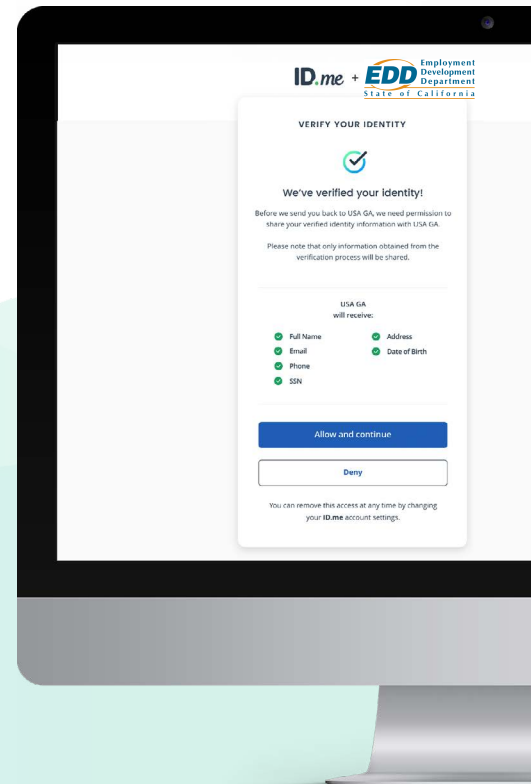 ID.me + EDD Employment
Development
Department
State of California
VERIFY YOUR IDENTITY
We've verified your identity!
Before we send you back to USA GA, we need permission to
share your verified identity information with USA GA.
Please note that only information obtained from the
verification process will be shared.
USA GA
will receive:
Full Name
Address
Email
Date of Birth
Phone
SSN
Allow and continue
Deny
You can remove this access at any time by changing
your ID.me account settings.